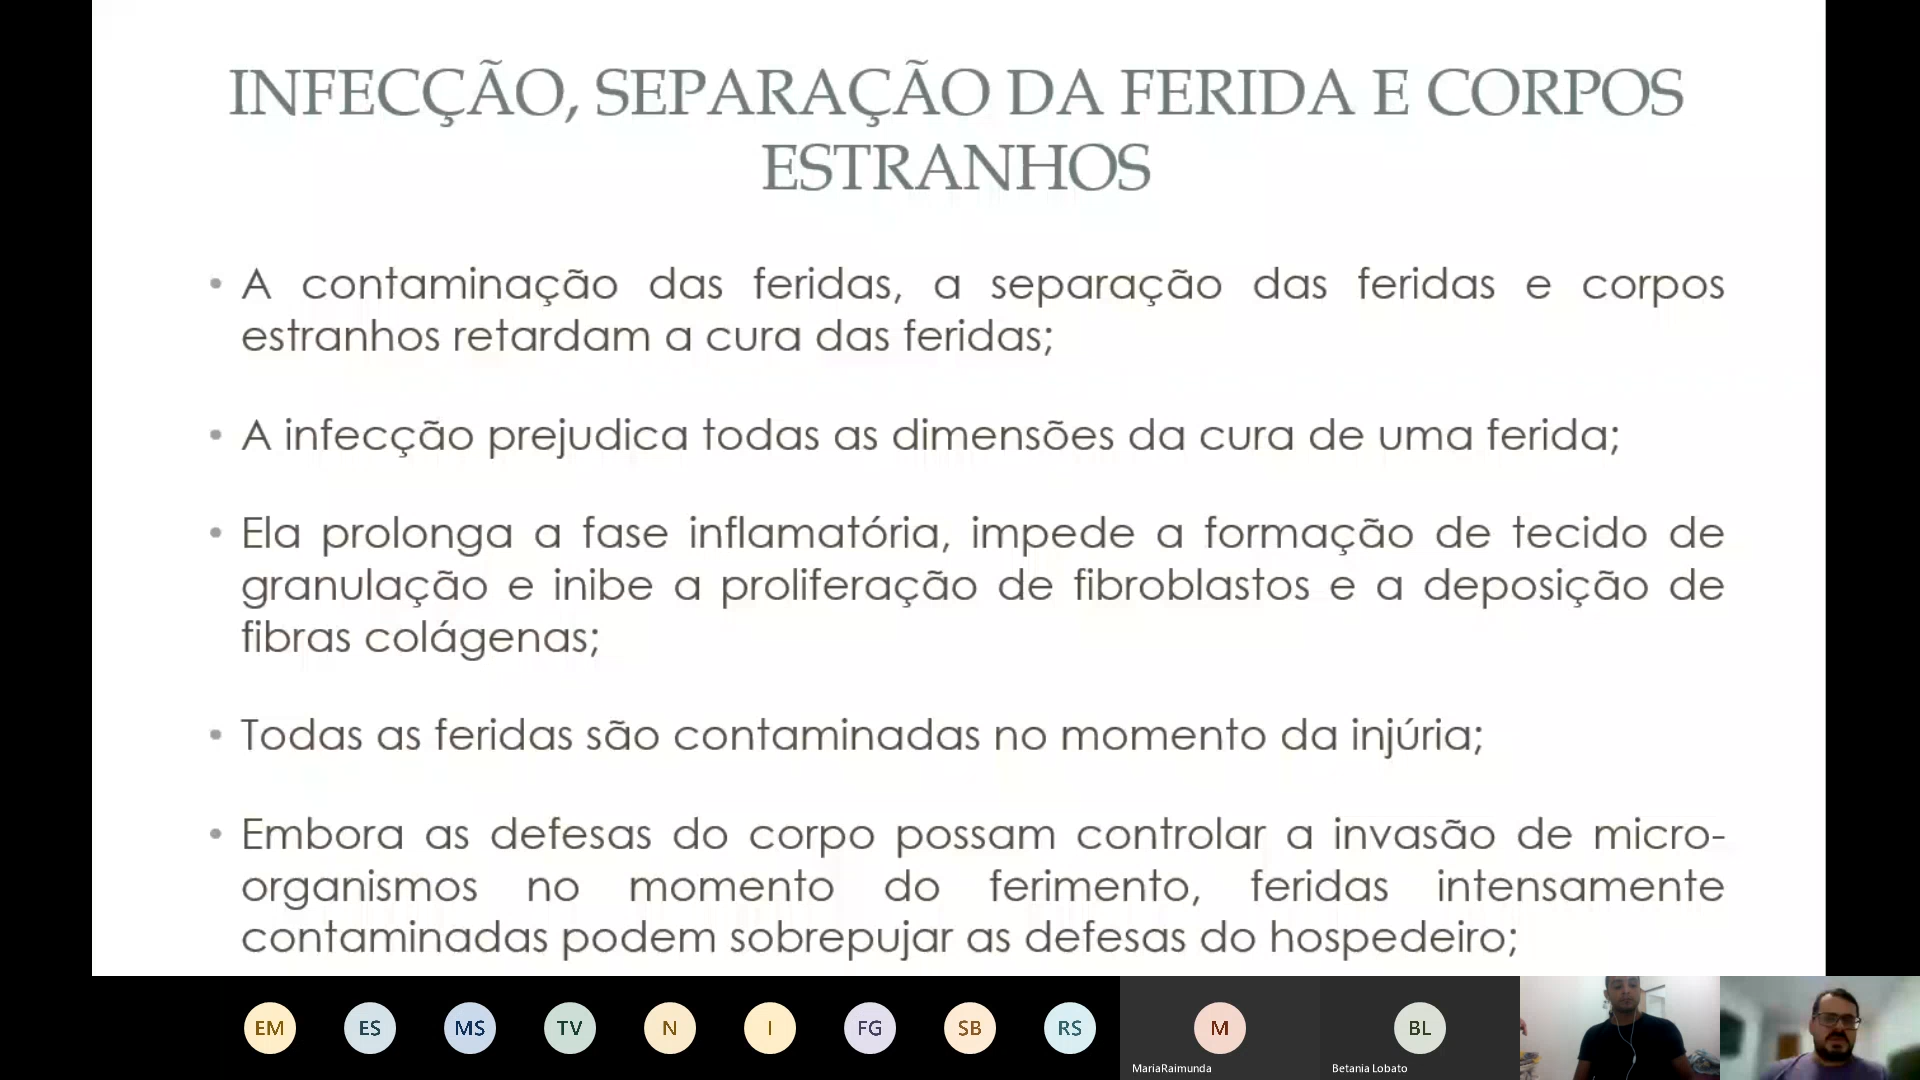 INFECÇÃO, SEPARAÇÃO DA FERIDA E CORPOS
ESTRANHOS
• A contaminação das feridas, a separação das feridas e corpos
estranhos retardam a cura das feridas;
• A infecção prejudica todas as dimensões da cura de uma ferida;
• Ela prolonga a fase inflamatória, impede a formação de tecido de
granulação e inibe a proliferação de fibroblastos e a deposição de
fibras colágenas;
• Todas as feridas são contaminadas no momento da injúria;
• Embora as defesas do corpo possam controlar a invasão de micro-
organismos no momento do ferimento, feridas intensamente
contaminadas podem sobrepujar as defesas do hospedeiro;
EM ES MS TV N I FG SB RS M BL
MariaRaimunda Betania Lobato